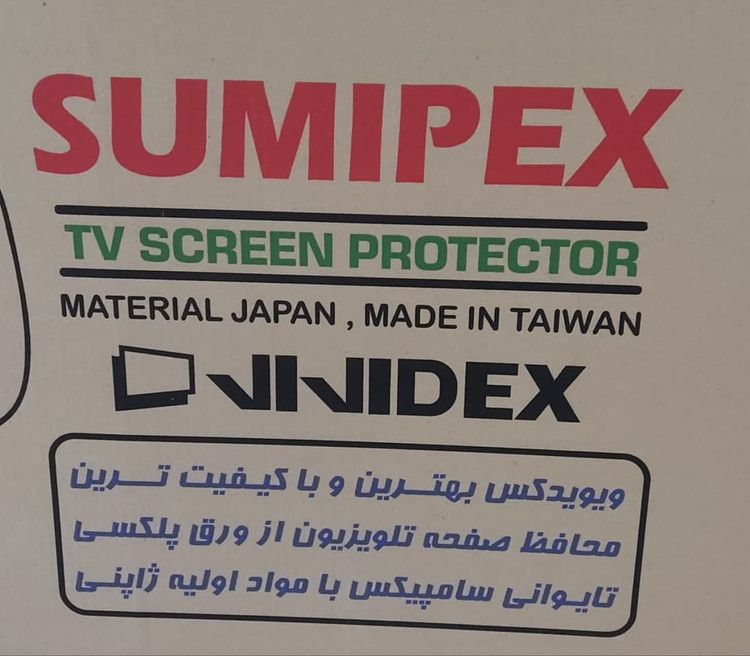 SUMIPEX
TV SCREEN PROTECTOR
MATERIAL JAPAN , MADE IN TAIWAN
VIVIDEX
ویویدکس بهترین و با کیفیت ترین
محافظ صفحه تلویزیون از ورق پلکسی
تایوانی سامپیکس با مواد اولیه ژاپنی